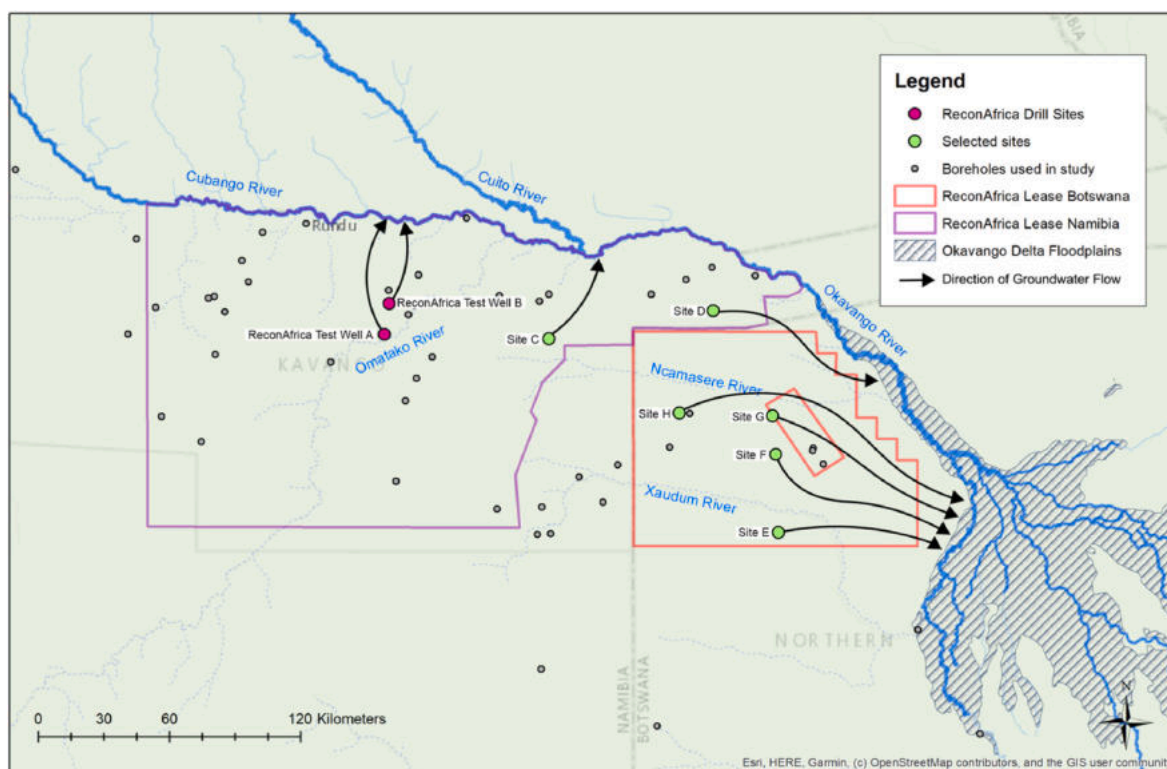 NAMIBIA
Legend
ReconAfrica Drill Sites
Selected sites
Boreholes used in study
ReconAfrica Lease Botswana
ReconAfrica Lease Namibia
Okavango Delta Floodplains
Direction of Groundwater Flow
Cubango River
Cuito River
Rundu
ReconAfrica Test Well B
ReconAfrica Test Well A
Omatako River
KAVANGO
Site C
Site D
Okavango River
Ncamasere River
Site H
Site G
Site F
Xaudum River
Site E
NORTHERN
NAMIBIA
BOTSWANA
N
0 30 60 120 Kilometers
Esri, HERE, Garmin, (c) OpenStreetMap contributors, and the GIS user communit